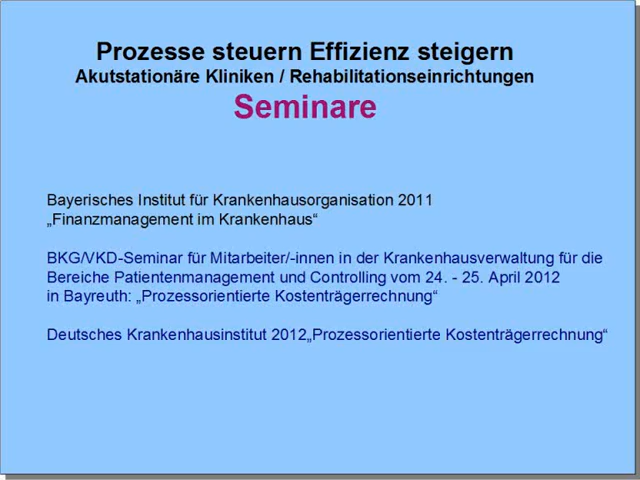 Prozesse steuern Effizienz steigern
Akutstationäre Kliniken / Rehabilitationseinrichtungen
Seminare
Bayerisches Institut für Krankenhausorganisation 2011
„Finanzmanagement im Krankenhaus“
BKG/VKD-Seminar für Mitarbeiter/-innen in der Krankenhausverwaltung für die
Bereiche Patientenmanagement und Controlling vom 24. - 25. April 2012
in Bayreuth: „Prozessorientierte Kostenträgerrechnung“
Deutsches Krankenhausinstitut 2012„Prozessorientierte Kostenträgerrechnung“